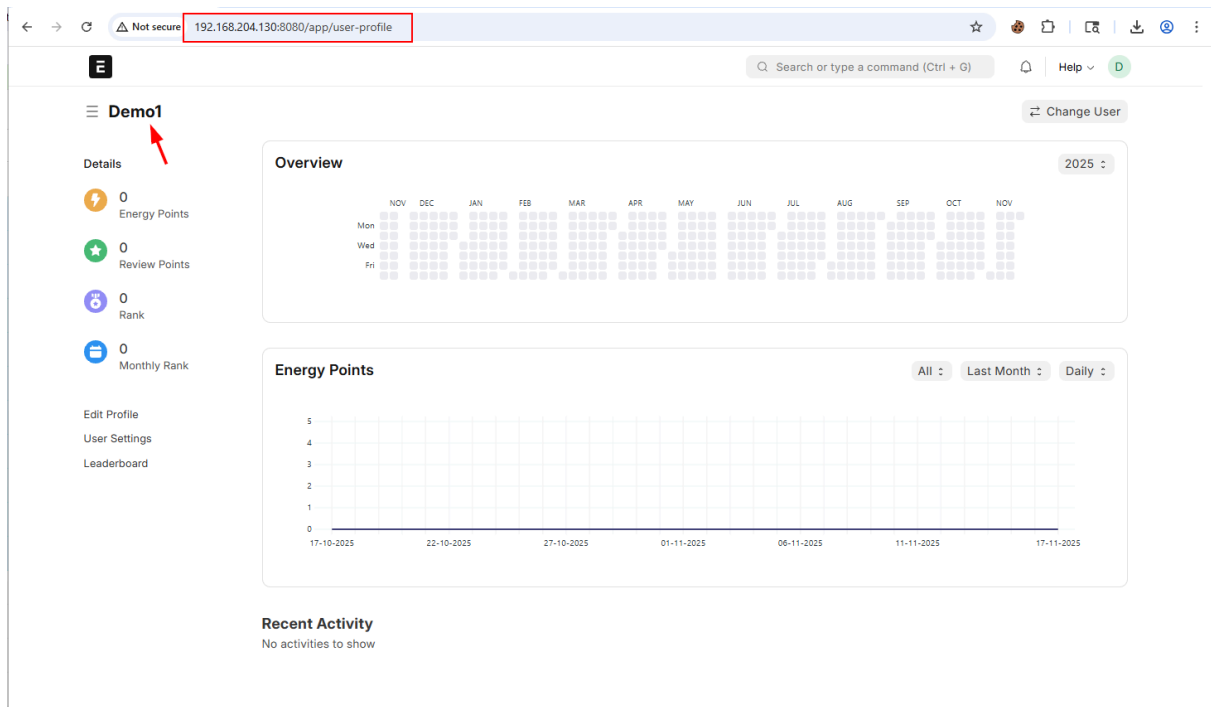 Not secure 192.168.204.130:8080/app/user-profile
E
Search or type a command (Ctrl + G)
Help
D
Demo1
Change User
Details
0
Energy Points
0
Review Points
0
Rank
0
Monthly Rank
Edit Profile
User Settings
Leaderboard
Overview
2025
NOV DEC JAN FEB MAR APR MAY JUN JUL AUG SEP OCT NOV
Mon
Wed
Fri
Energy Points
All Last Month Daily
5
4
3
2
1
0
17-10-2025 22-10-2025 27-10-2025 01-11-2025 06-11-2025 11-11-2025 17-11-2025
Recent Activity
No activities to show